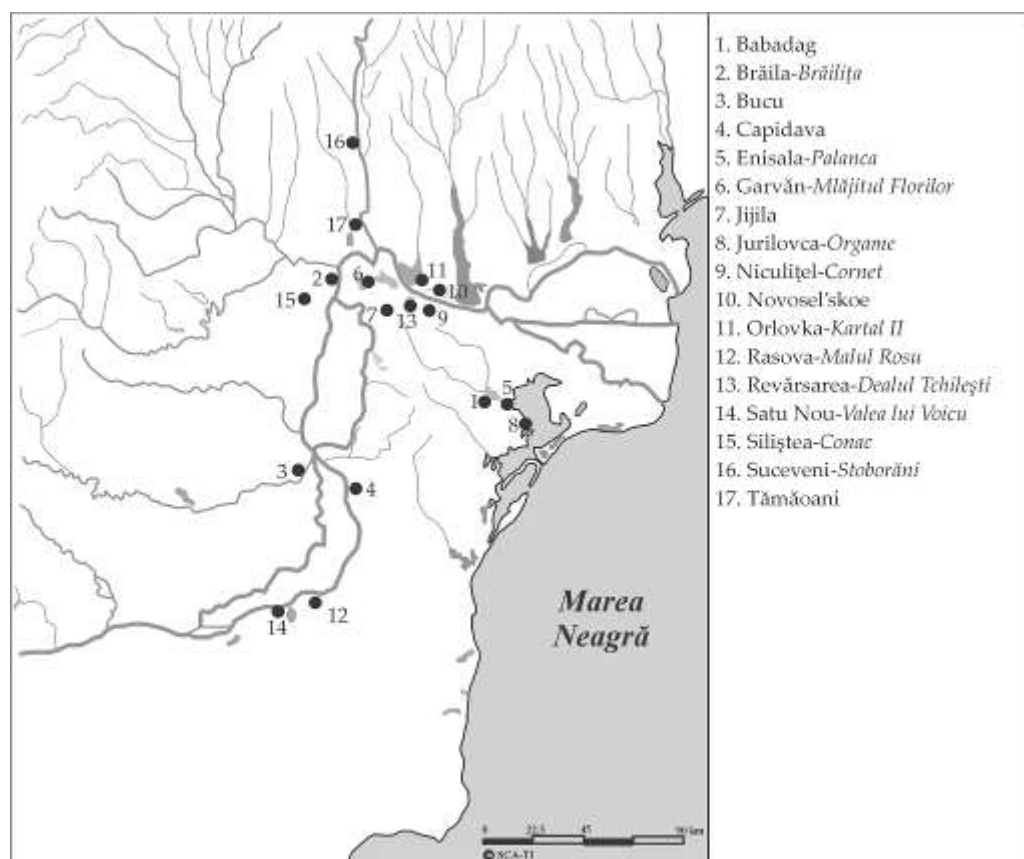 1. Babadag
2. Brăila-Brăilița
3. Bucu
4. Capidava
5. Enisala-Palanca
6. Garvăn-Mlăjitul Florilor
7. Jijila
8. Jurilovca-Orgame
9. Niculițel-Cornet
10. Novosel'skoe
11. Orlovka-Kartal II
12. Rasova-Malul Rosu
13. Revărsarea-Dealul Tchilești
14. Satu Nou-Valea lui Voicu
15. Siliștea-Conac
16. Suceveni-Stoborăni
17. Tămăoani
16
17
2
6
11
10
15
7
13
9
1
5
8
3
4
14
12
Marea
Neagră
0 22,5 45 90 km
© SCA-TI